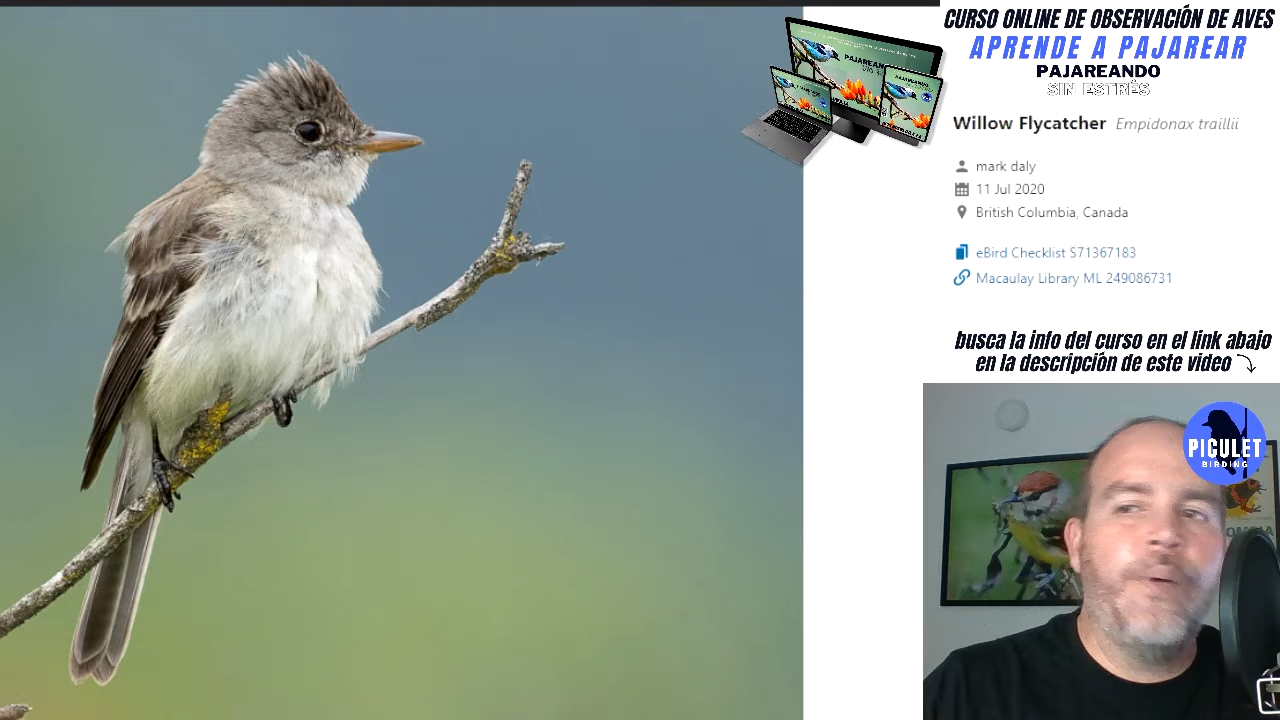 CURSO ONLINE DE OBSERVACIÓN DE AVES
APRENDE A PAJAREAR
PAJAREANDO
SIN ESTRÉS
Willow Flycatcher Empidonax traillii
mark daly
11 Jul 2020
British Columbia, Canada
eBird Checklist S71367183
Macaulay Library ML 249086731
busca la info del curso en el link abajo
en la descripción de este video
PICULET
BIRDING